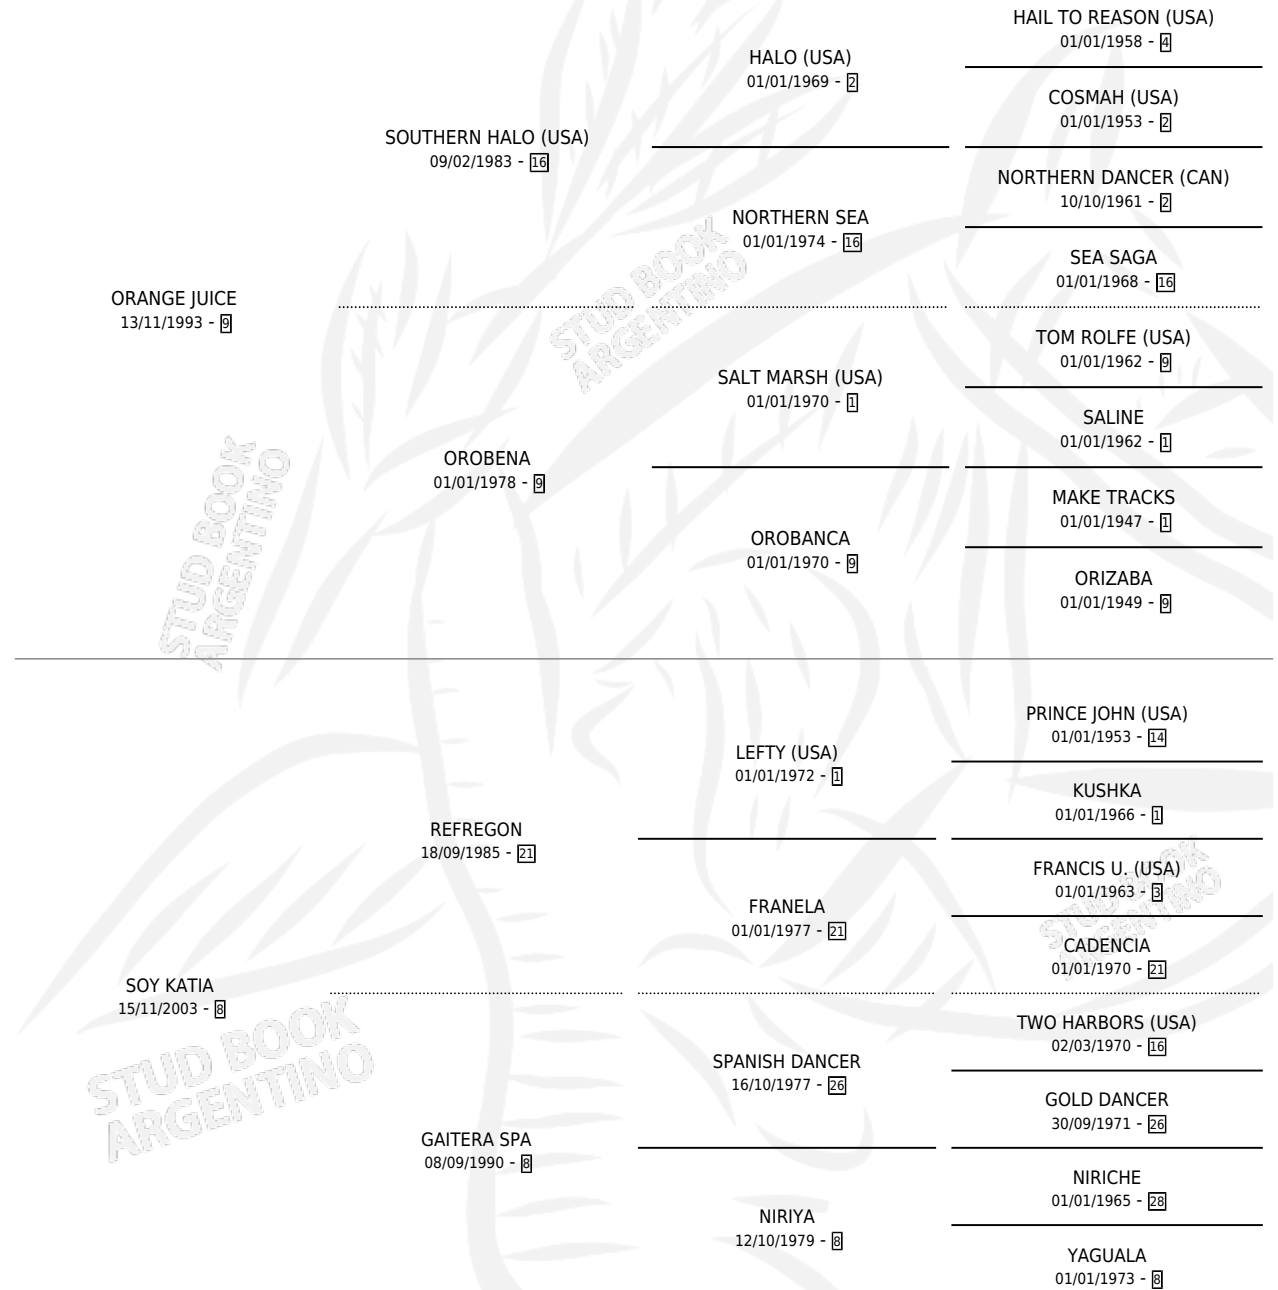 HAIL TO REASON (USA)
01/01/1958 - 4
HALO (USA)
01/01/1969 - 2
COSMAH (USA)
01/01/1953 - 2
SOUTHERN HALO (USA)
09/02/1983 - 16
NORTHERN DANCER (CAN)
10/10/1961 - 2
NORTHERN SEA
01/01/1974 - 16
SEA SAGA
01/01/1968 - 16
ORANGE JUICE
13/11/1993 - 9
STUD BOOK
ARGENTINO
TOM ROLFE (USA)
01/01/1962 - 9
SALT MARSH (USA)
01/01/1970 - 1
SALINE
01/01/1962 - 1
OROBENA
01/01/1978 - 9
MAKE TRACKS
01/01/1947 - 1
OROBANCA
01/01/1970 - 9
ORIZABA
01/01/1949 - 9
STUD BOOK
ARGENTINO
PRINCE JOHN (USA)
01/01/1953 - 14
LEFTY (USA)
01/01/1972 - 1
KUSHKA
01/01/1966 - 1
REFREGON
18/09/1985 - 21
FRANCIS U. (USA)
01/01/1963 - 3
STUD BOOK
ARGENTINO
FRANELA
01/01/1977 - 21
CADENCIA
01/01/1970 - 21
SOY KATIA
15/11/2003 - 8
STUD BOOK
ARGENTINO
TWO HARBORS (USA)
02/03/1970 - 16
SPANISH DANCER
16/10/1977 - 26
GOLD DANCER
30/09/1971 - 26
GAITERA SPA
08/09/1990 - 8
NIRICHE
01/01/1965 - 28
NIRIYA
12/10/1979 - 8
YAGUALA
01/01/1973 - 8